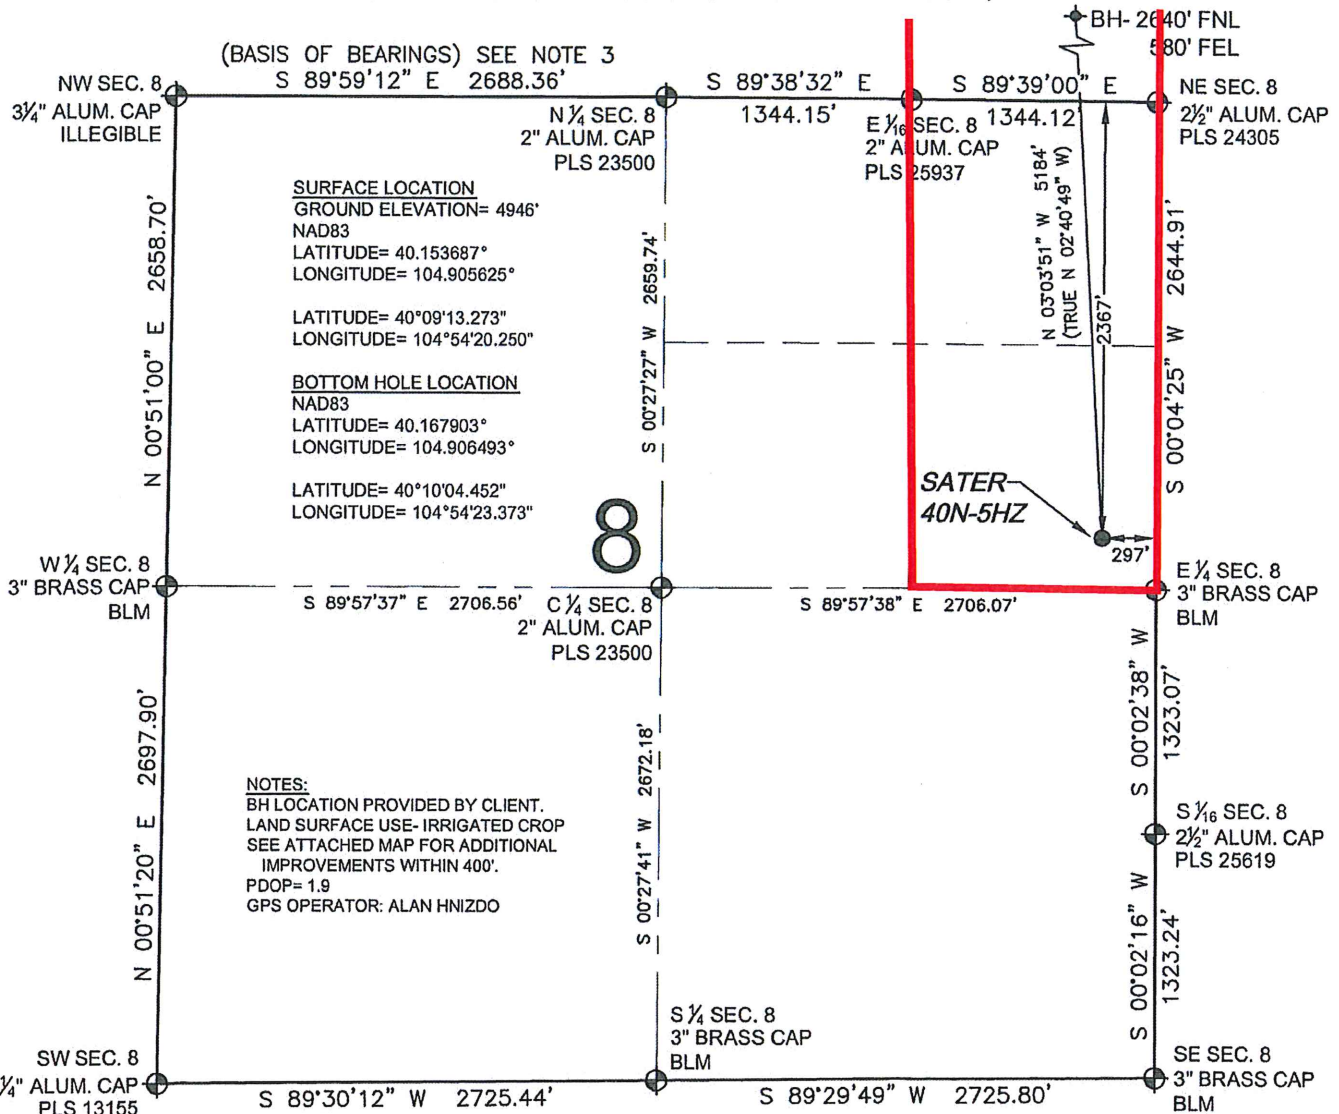 BH- 2640' FNL
580' FEL
(BASIS OF BEARINGS) SEE NOTE 3
S 89°59'12" E 2688.36'
S 89°38'32" E
1344.15'
S 89°39'00" E
1344.12'
NW SEC. 8
3¼" ALUM. CAP
ILLEGIBLE
N ¼ SEC. 8
2" ALUM. CAP
PLS 23500
E 1⁄16 SEC. 8
2" ALUM. CAP
PLS 25937
NE SEC. 8
2½" ALUM. CAP
PLS 24305
SURFACE LOCATION
GROUND ELEVATION= 4946'
NAD83
LATITUDE= 40.153687°
LONGITUDE= 104.905625°
LATITUDE= 40°09'13.273"
LONGITUDE= 104°54'20.250"
BOTTOM HOLE LOCATION
NAD83
LATITUDE= 40.167903°
LONGITUDE= 104.906493°
LATITUDE= 40°10'04.452"
LONGITUDE= 104°54'23.373"
N 00°51'00" E 2658.70'
S 00°27'27" W 2659.74'
N 03°03'51" W 5184'
(TRUE N 02°40'49" W)
2367'
S 00°04'25" W 2644.91'
SATER
40N-5HZ
297'
8
W ¼ SEC. 8
3" BRASS CAP
BLM
S 89°57'37" E 2706.56'
C ¼ SEC. 8
2" ALUM. CAP
PLS 23500
S 89°57'38" E 2706.07'
E ¼ SEC. 8
3" BRASS CAP
BLM
N 00°51'20" E 2697.90'
S 00°27'41" W 2672.18'
S 00°02'38" W
1323.07'
NOTES:
BH LOCATION PROVIDED BY CLIENT.
LAND SURFACE USE- IRRIGATED CROP
SEE ATTACHED MAP FOR ADDITIONAL
IMPROVEMENTS WITHIN 400'.
PDOP= 1.9
GPS OPERATOR: ALAN HNIZDO
S 1⁄16 SEC. 8
2½" ALUM. CAP
PLS 25619
S 00°02'16" W
1323.24'
S ¼ SEC. 8
3" BRASS CAP
BLM
SW SEC. 8
¼" ALUM. CAP
PLS 13155
S 89°30'12" W 2725.44'
S 89°29'49" W 2725.80'
SE SEC. 8
3" BRASS CAP
BLM